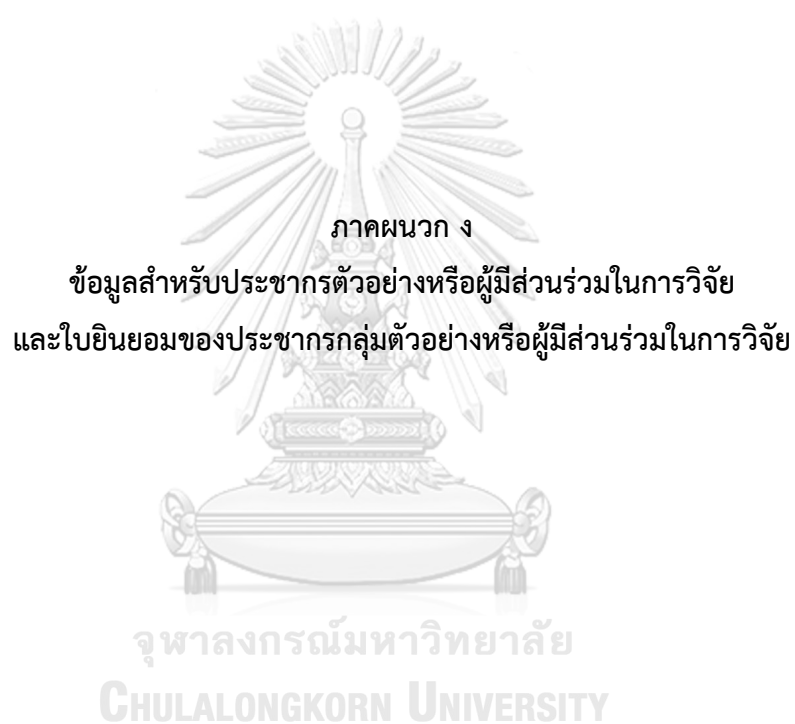 ภาคผนวก ง
ข้อมูลสำหรับประชากรตัวอย่างหรือผู้มีส่วนร่วมในการวิจัย
และใบยินยอมของประชากรกลุ่มตัวอย่างหรือผู้มีส่วนร่วมในการวิจัย
จุฬาลงกรณ์มหาวิทยาลัย
CHULALONGKORN UNIVERSITY